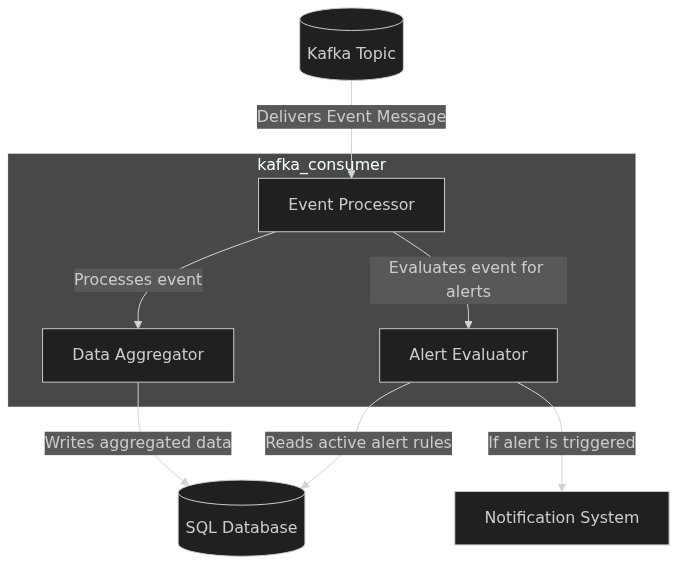 Kafka Topic
Delivers Event Message
kafka_consumer
Event Processor
Processes event
Evaluates event for
alerts
Data Aggregator
Alert Evaluator
Writes aggregated data
Reads active alert rules
If alert is triggered
SQL Database
Notification System